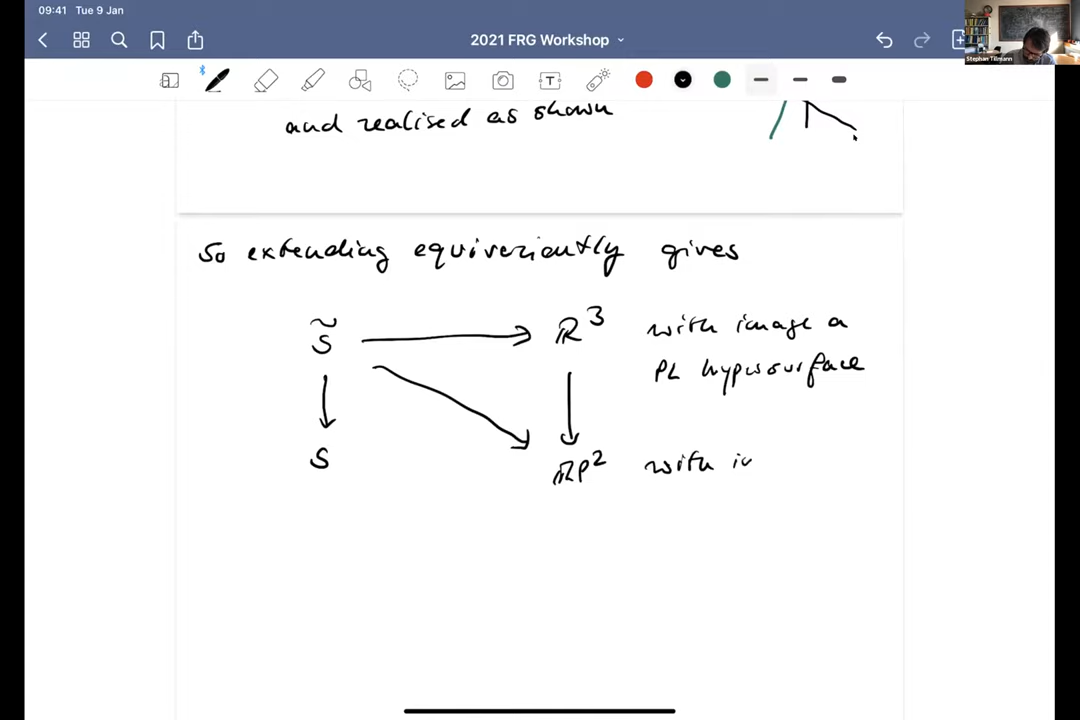 09:41 Tue 9 Jan
2021 FRG Workshop
Stephan Tillmann
and realised as shown
So extending equivariantly gives
S̃ → ℝ³ with image a
PL hypersurface
↓ ↘ ↓
S ℝP² with